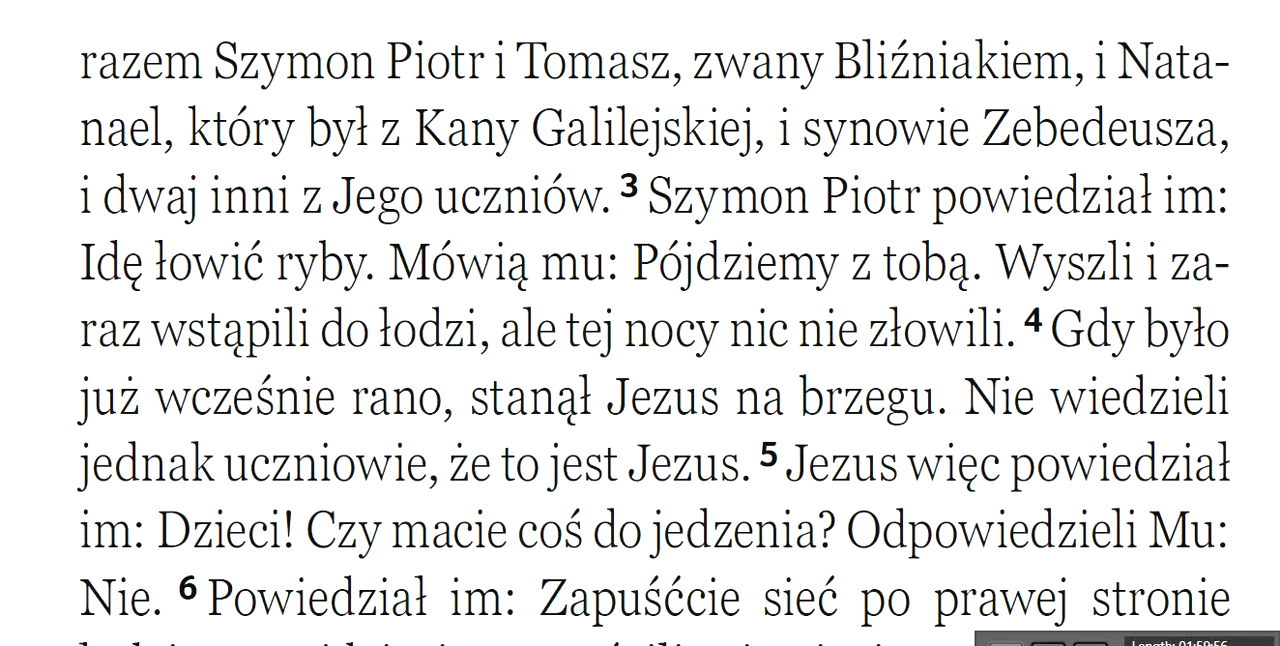 razem Szymon Piotr i Tomasz, zwany Bliźniakiem, i Nata-
nael, który był z Kany Galilejskiej, i synowie Zebedeusza,
i dwaj inni z Jego uczniów. 3 Szymon Piotr powiedział im:
Idę łowić ryby. Mówią mu: Pójdziemy z tobą. Wyszli i za-
raz wstąpili do łodzi, ale tej nocy nic nie złowili. 4 Gdy było
już wcześnie rano, stanął Jezus na brzegu. Nie wiedzieli
jednak uczniowie, że to jest Jezus. 5 Jezus więc powiedział
im: Dzieci! Czy macie coś do jedzenia? Odpowiedzieli Mu:
Nie. 6 Powiedział im: Zapuśćcie sieć po prawej stronie
Length: 01:59:56